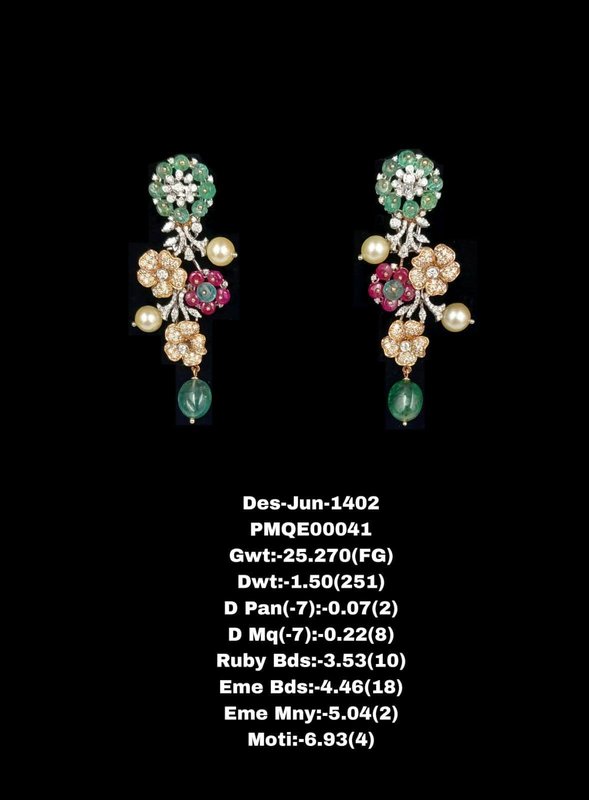 Des-Jun-1402
PMQE00041
Gwt:-25.270(FG)
Dwt:-1.50(251)
D Pan(-7):-0.07(2)
D Mq(-7):-0.22(8)
Ruby Bds:-3.53(10)
Eme Bds:-4.46(18)
Eme Mny:-5.04(2)
Moti:-6.93(4)